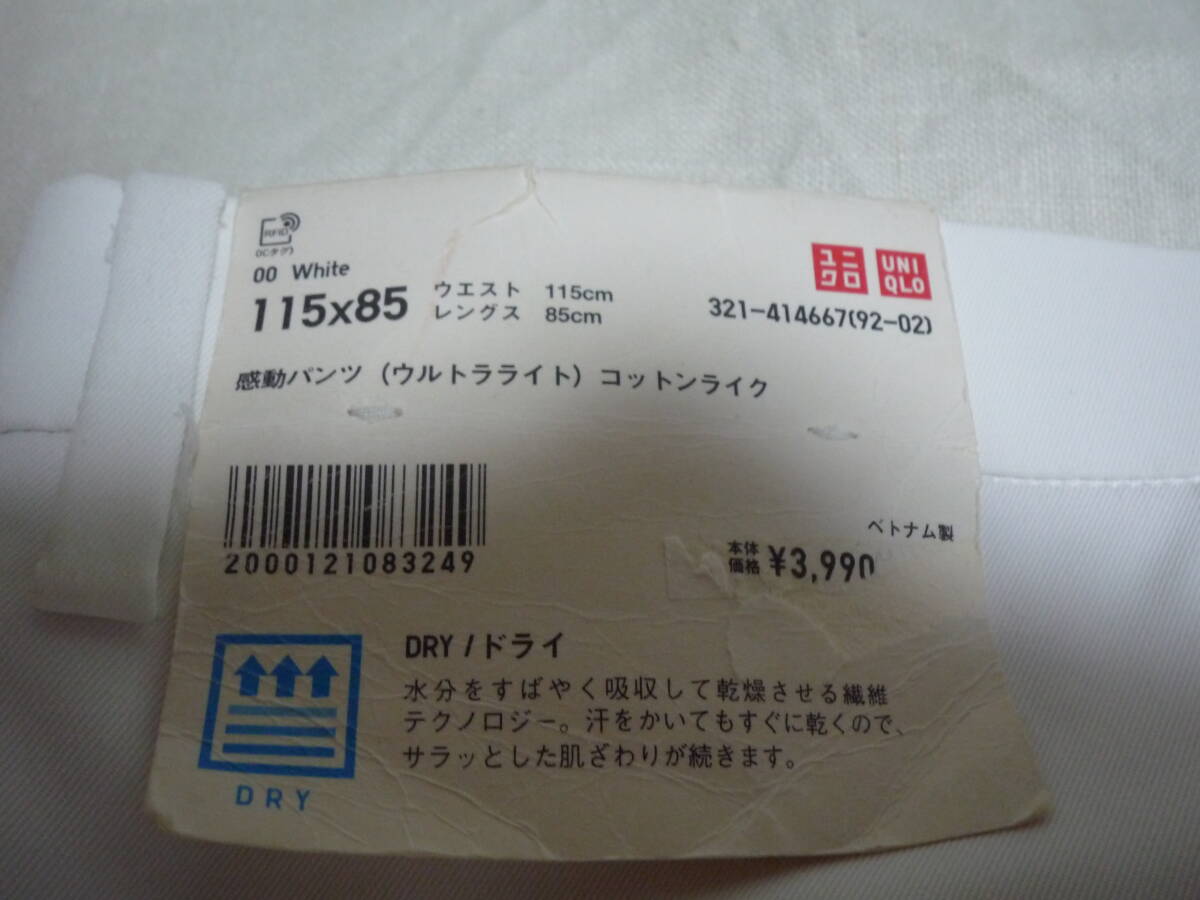 RFID
(ICタグ)
00 White
115x85
ウエスト 115cm
レングス 85cm
ユニ
クロ
UNI
QLO
321-414667(92-02)
感動パンツ (ウルトラライト) コットンライク
2000121083249
ベトナム製
本体
価格 ¥3,990
DRY
DRY / ドライ
水分をすばやく吸収して乾燥させる繊維
テクノロジー。汗をかいてもすぐに乾くので、
サラッとした肌ざわりが続きます。